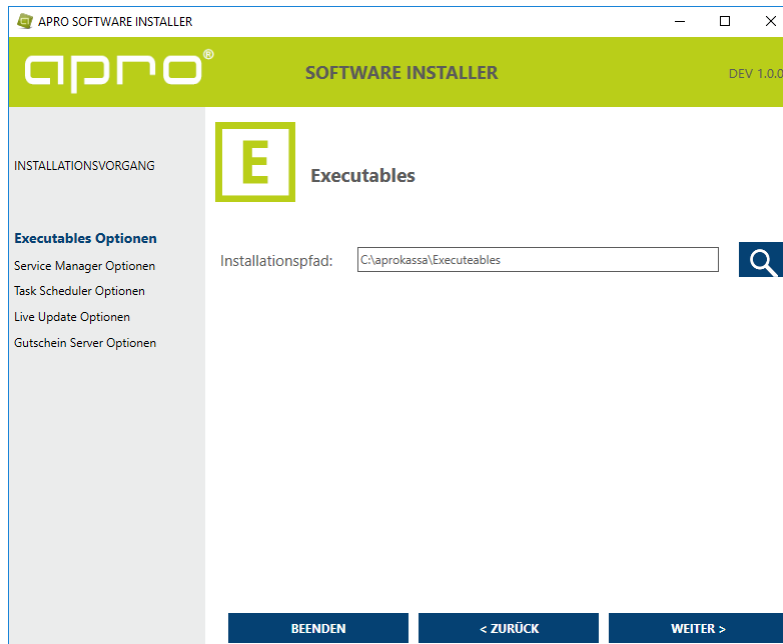 APRO SOFTWARE INSTALLER
apro®
SOFTWARE INSTALLER
DEV 1.0.0
INSTALLATIONSVORGANG
E
Executables
Executables Optionen
Service Manager Optionen
Task Scheduler Optionen
Live Update Optionen
Gutschein Server Optionen
Installationspfad:
C:\aprokassa\Executeables
BEENDEN
< ZURÜCK
WEITER >